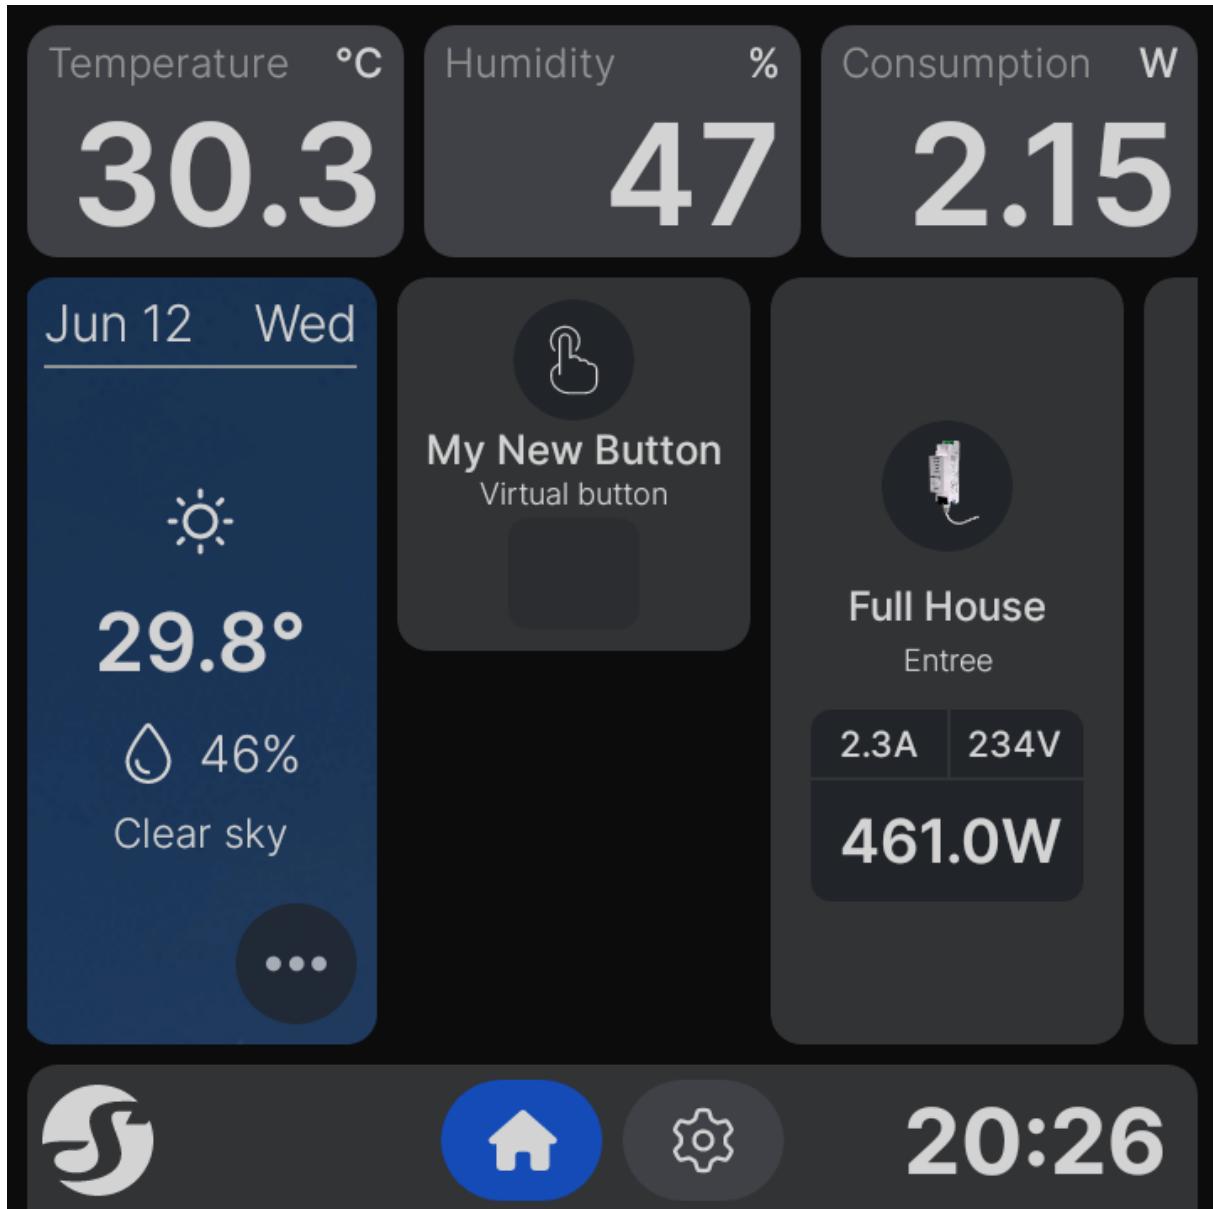 Temperature °C
30.3
Humidity %
47
Consumption W
2.15
Jun 12 Wed
29.8°
46%
Clear sky
My New Button
Virtual button
Full House
Entree
2.3A 234V
461.0W
20:26